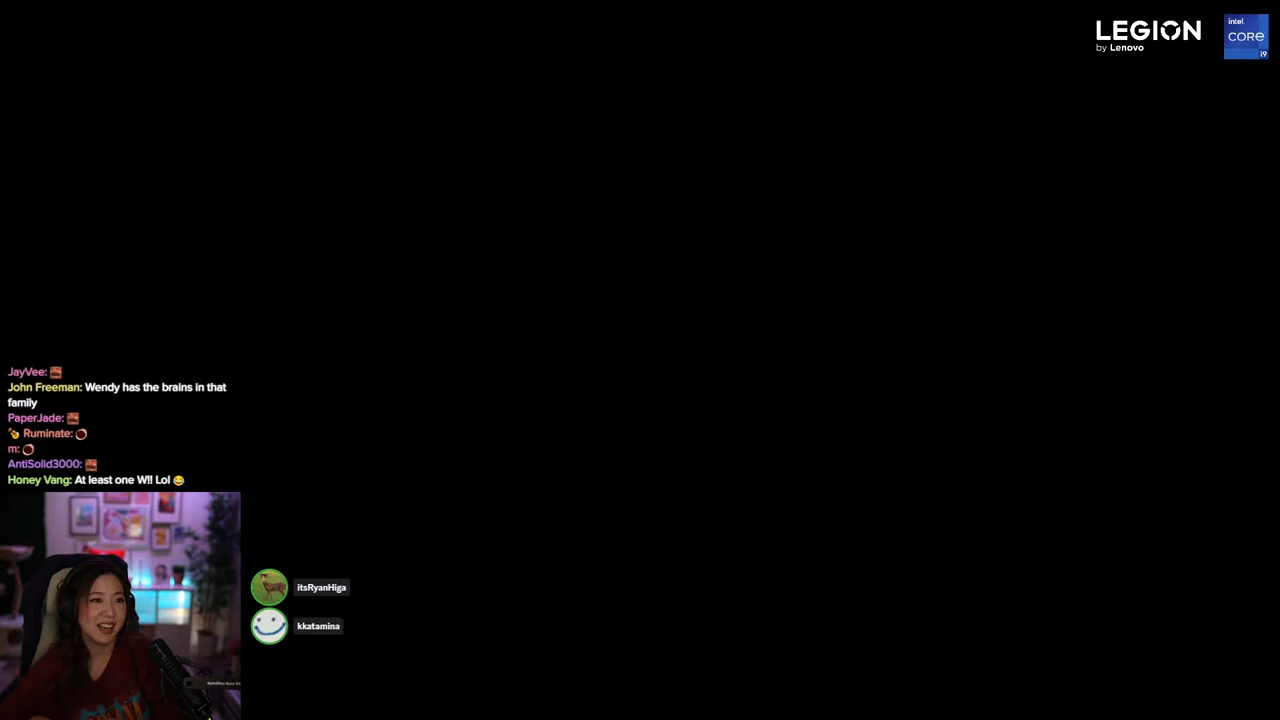 LEGION
by Lenovo
intel.
CORE
i9
JayVee:
John Freeman: Wendy has the brains in that
family
PaperJade:
Ruminate:
m:
AntiSolid3000:
Honey Vang: At least one W!! Lol 😂
itsRyanHiga
kkatamina